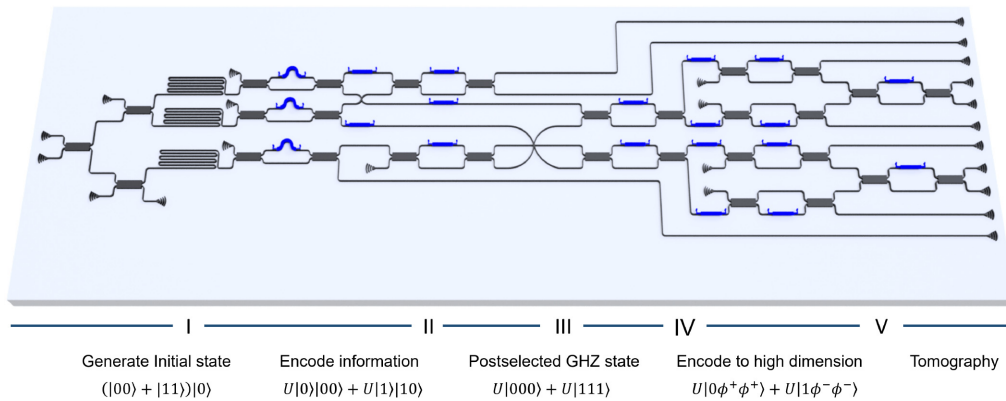 I II III IV V
Generate Initial state Encode information Postselected GHZ state Encode to high dimension Tomography
(|00⟩ + |11⟩)|0⟩ U|0⟩|00⟩ + U|1⟩|10⟩ U|000⟩ + U|111⟩ U|0ϕ⁺ϕ⁺⟩ + U|1ϕ⁻ϕ⁻⟩